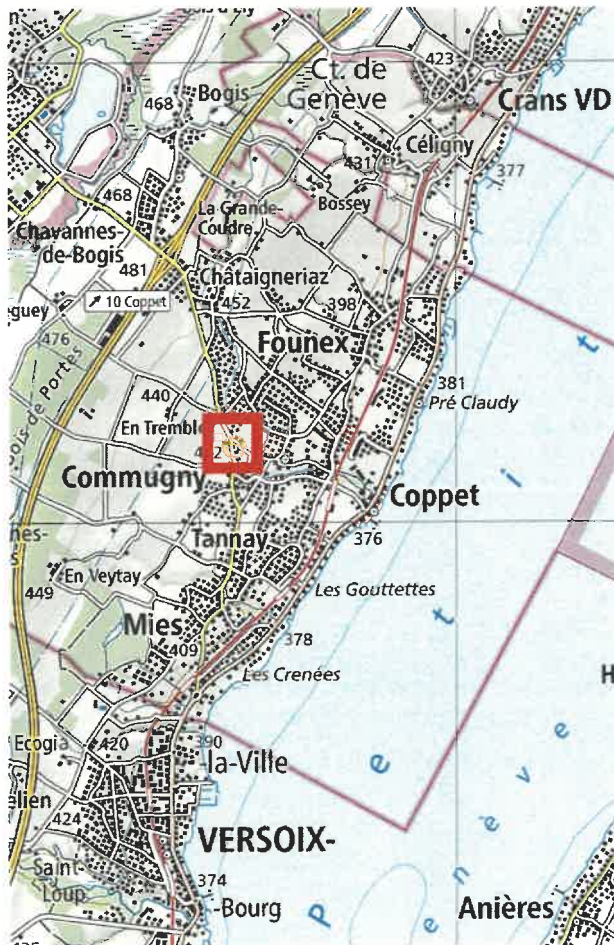 423
Ct. de
Genève
Crans VD
468
Bogis
431
Céligny
377
468
Bossey
La Grande-
Coudre
Chavannes-
de-Bogis
481
Châtaigneriaz
452
10 Coppet
398
476
Founex
381
Pré Claudy
440
En Tremble
Commugny
Coppet
Tannay
376
En Veytay
449
Les Gouttettes
Mies
378
409
Les Crenées
Ecogia
420
390
-la-Ville
424
VERSOIX-
Saint-
Loup
374
-Bourg
Anières
P e t i t
e n è v e